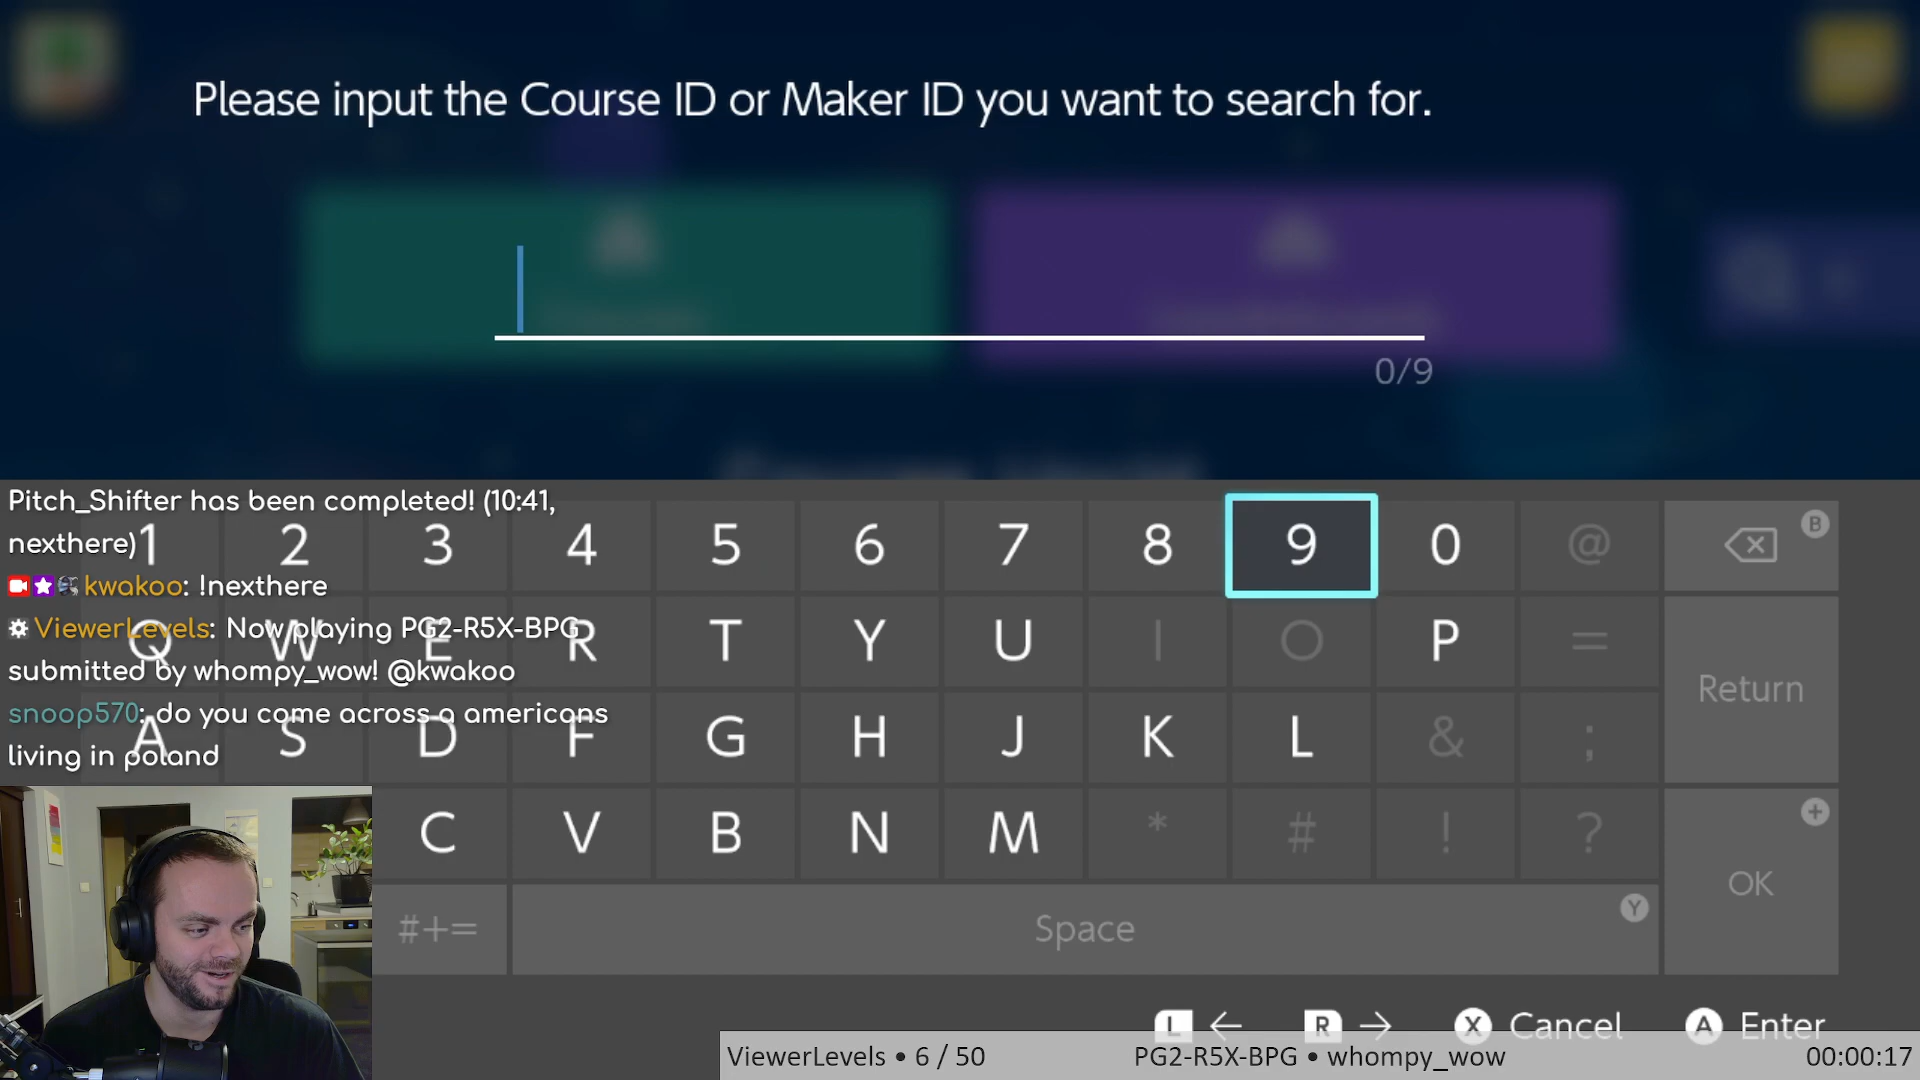 Please input the Course ID or Maker ID you want to search for.
0/9
Pitch_Shifter has been completed! (10:41,
nexthere)
kwakoo: !nexthere
ViewerLevels: Now playing PG2-R5X-BPG
submitted by whompy_wow! @kwakoo
snoop570: do you come across a americans
living in poland
1 2 3 4 5 6 7 8 9 0 @ B
Q W E R T Y U I O P =
Return
A S D F G H J K L & ;
C V B N M * # ! ? +
OK
#+= Space Y
L ← R → X Cancel A Enter
ViewerLevels • 6 / 50 PG2-R5X-BPG • whompy_wow 00:00:17